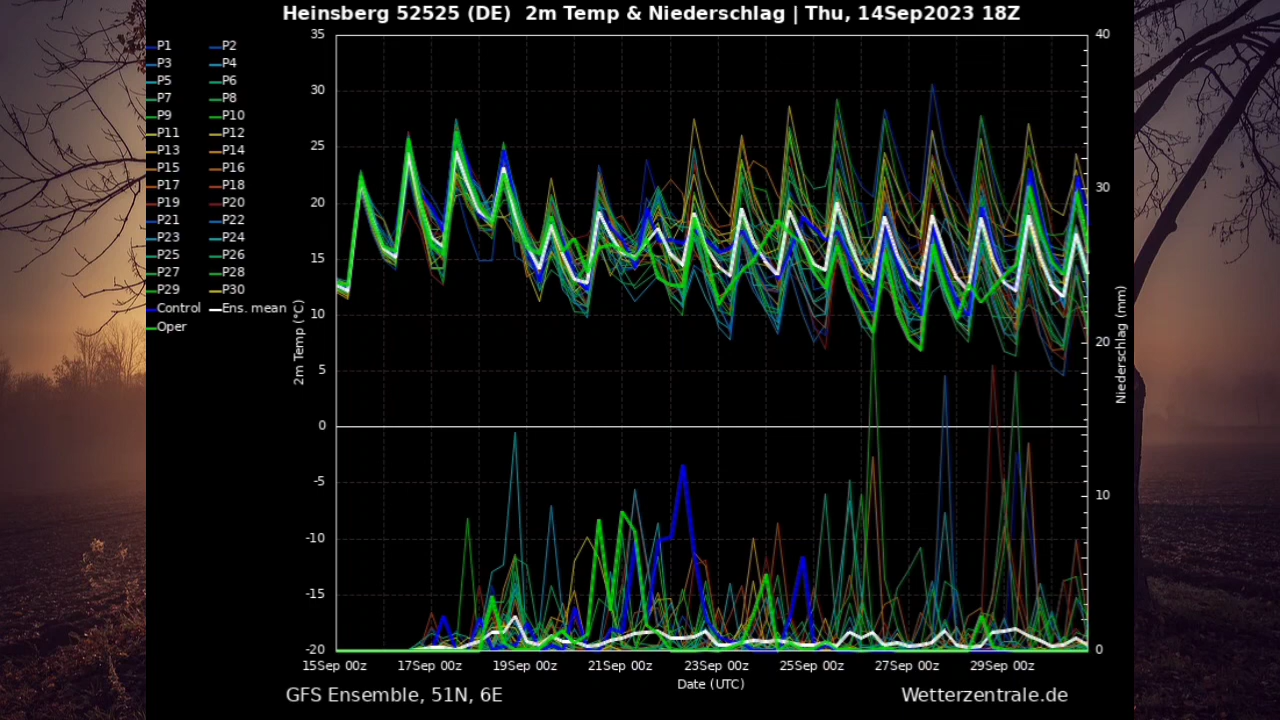 Heinsberg 52525 (DE)  2m Temp & Niederschlag | Thu, 14Sep2023 18Z
P1 P2
P3 P4
P5 P6
P7 P8
P9 P10
P11 P12
P13 P14
P15 P16
P17 P18
P19 P20
P21 P22
P23 P24
P25 P26
P27 P28
P29 P30
Control Ens. mean
Oper
2m Temp (°C)
35
30
25
20
15
10
5
0
-5
-10
-15
-20
40
30
20
10
0
Niederschlag (mm)
15Sep 00z 17Sep 00z 19Sep 00z 21Sep 00z 23Sep 00z 25Sep 00z 27Sep 00z 29Sep 00z
Date (UTC)
GFS Ensemble, 51N, 6E
Wetterzentrale.de